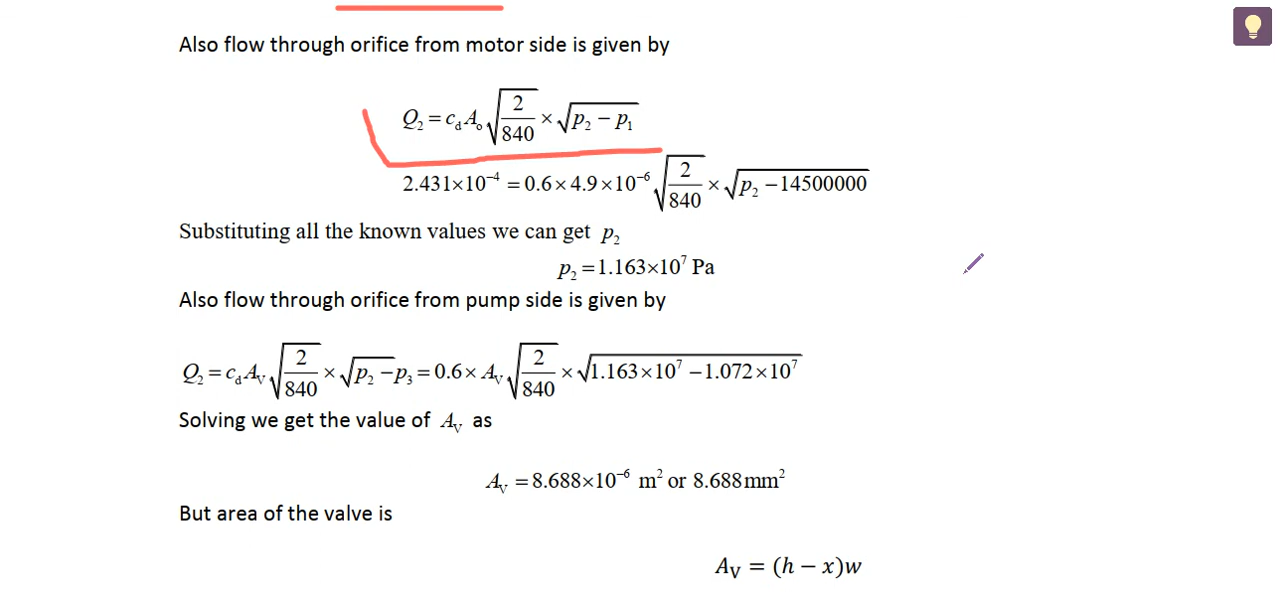 Also flow through orifice from motor side is given by
Q₂ = c_d A_o √(2/840) × √(p₂ − p₁)
2.431×10⁻⁴ = 0.6×4.9×10⁻⁶ √(2/840) × √(p₂ −14500000)
Substituting all the known values we can get p₂
p₂ = 1.163×10⁷ Pa
Also flow through orifice from pump side is given by
Q₂ = c_d A_V √(2/840) × √p₂ − p₃ = 0.6× A_V √(2/840) × √(1.163×10⁷ −1.072×10⁷)
Solving we get the value of A_V as
A_V = 8.688×10⁻⁶ m² or 8.688mm²
But area of the valve is
A_V = (h − x)w